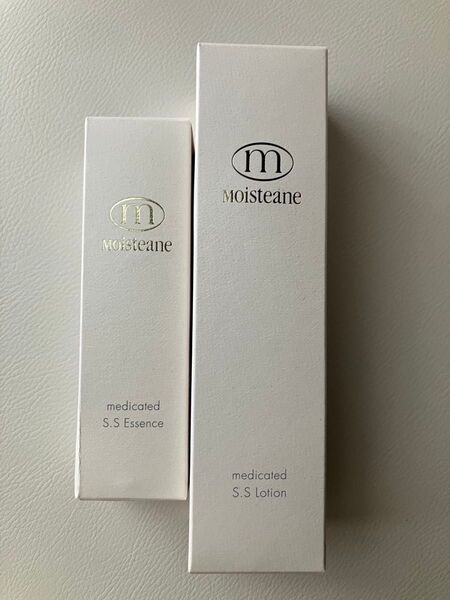 m
Moisteane
medicated
S.S Essence
m
Moisteane
medicated
S.S Lotion